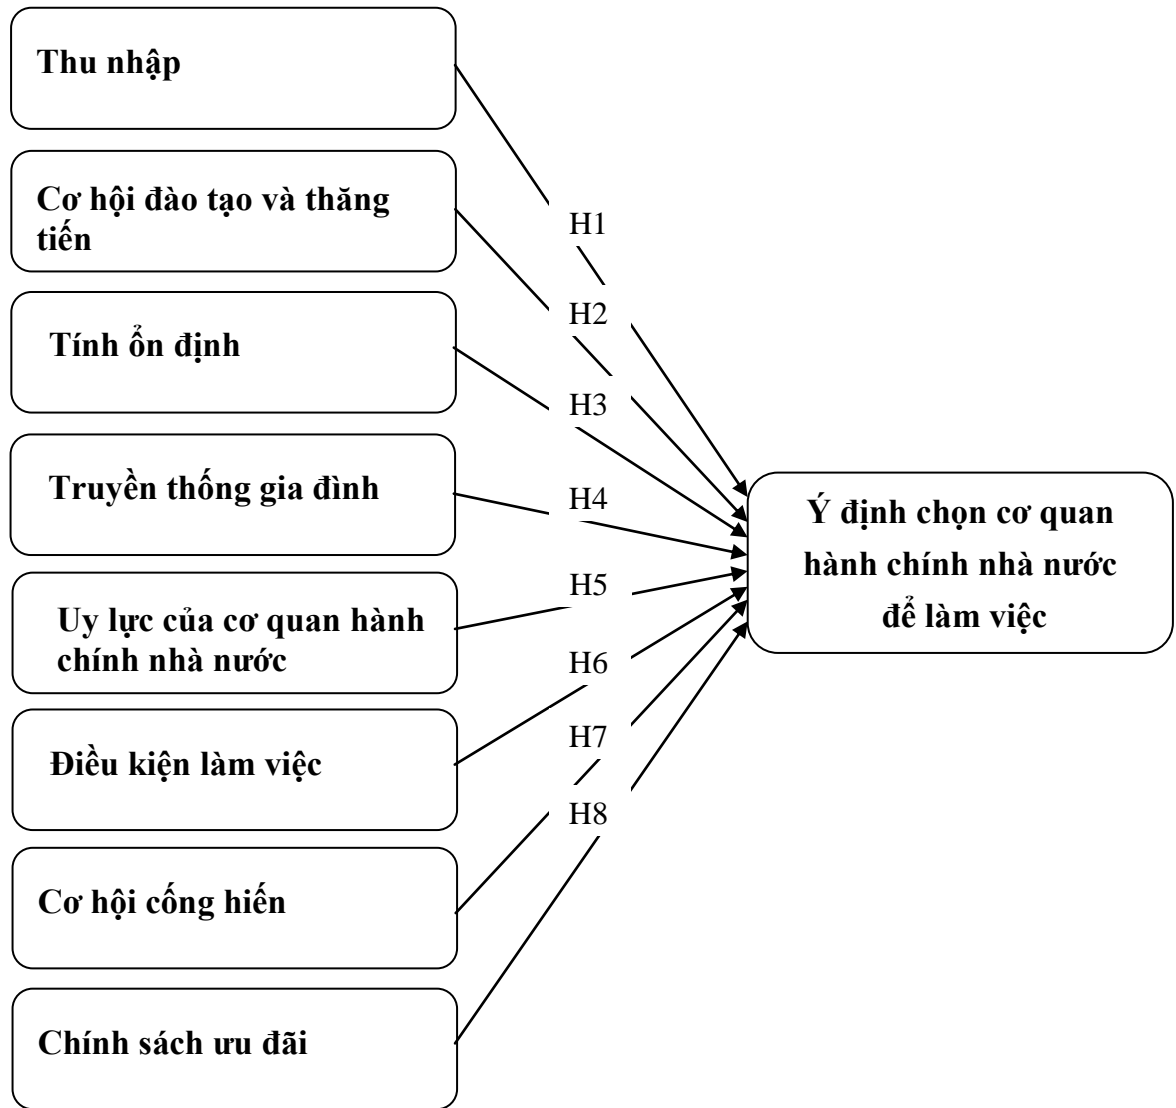 Thu nhập
Cơ hội đào tạo và thăng
tiến
Tính ổn định
Truyền thống gia đình
Uy lực của cơ quan hành
chính nhà nước
Điều kiện làm việc
Cơ hội cống hiến
Chính sách ưu đãi
H1
H2
H3
H4
H5
H6
H7
H8
Ý định chọn cơ quan
hành chính nhà nước
để làm việc